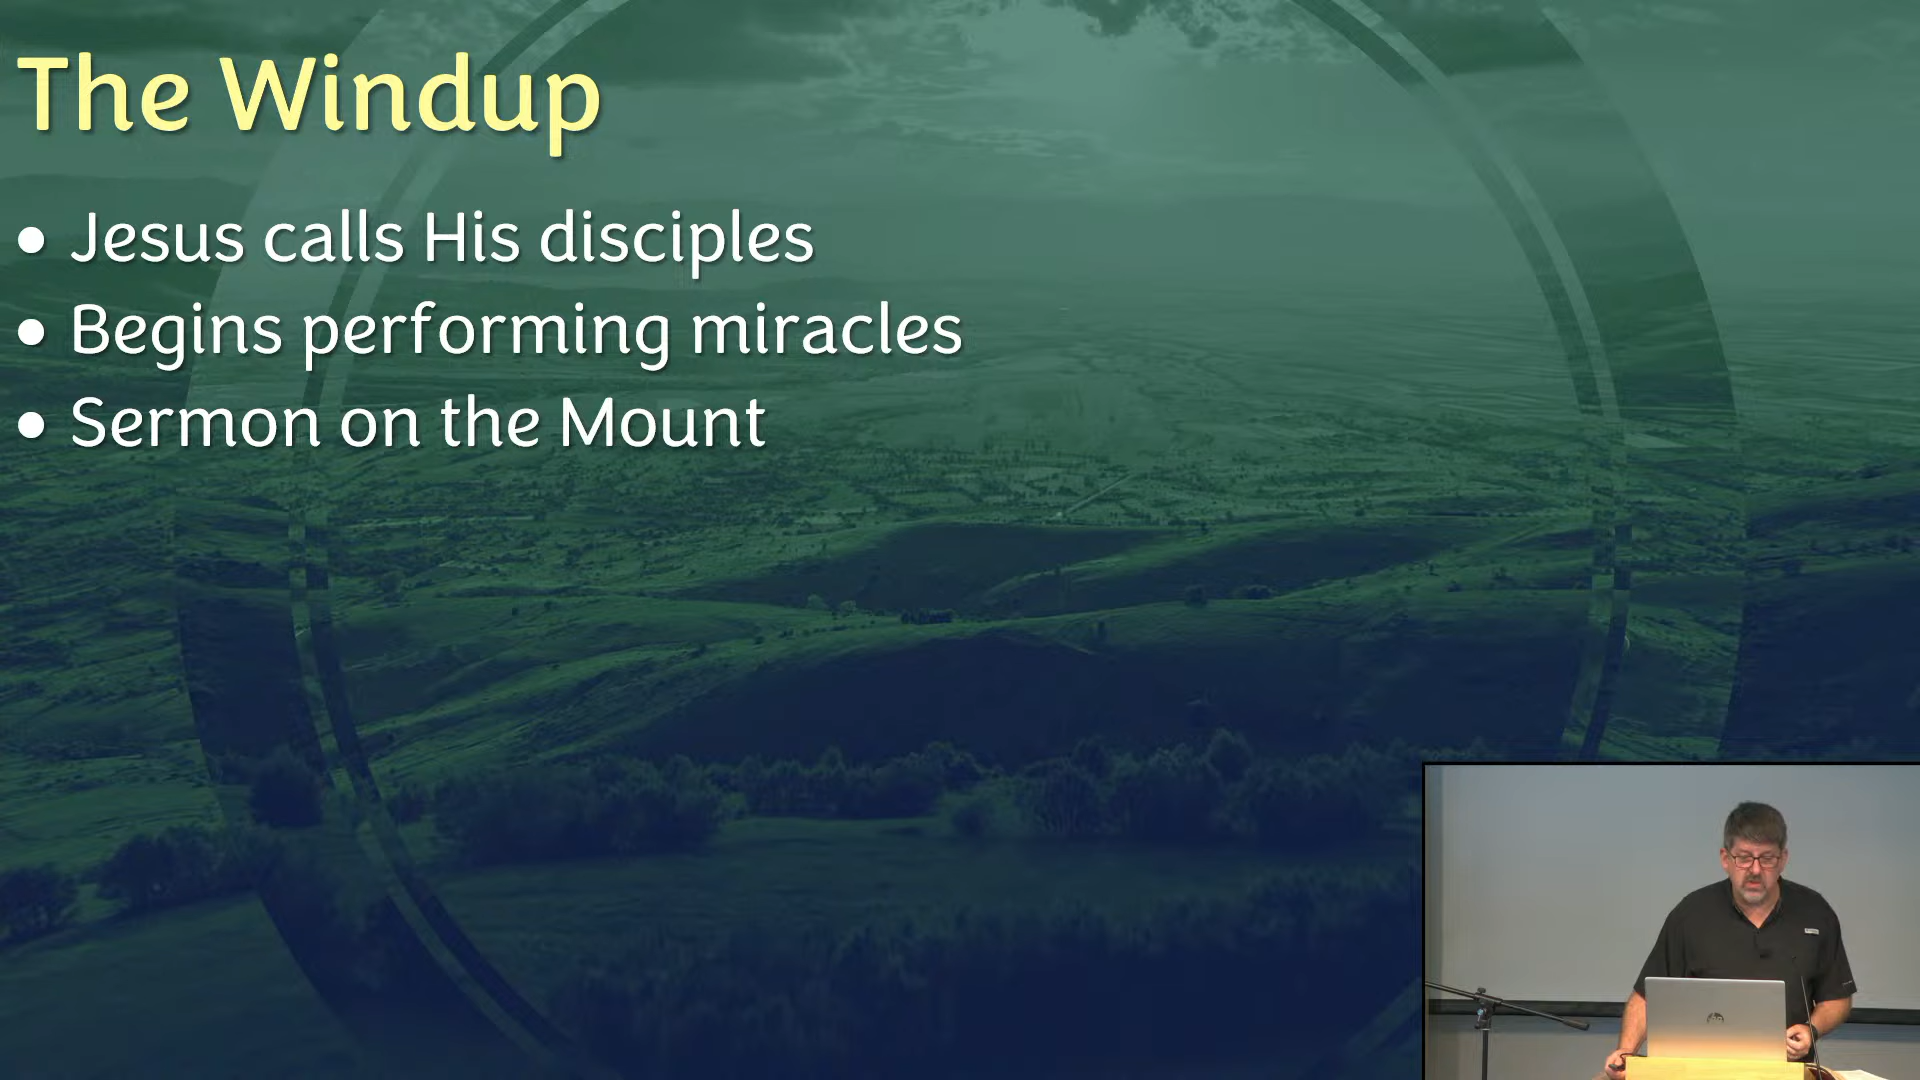 The Windup
• Jesus calls His disciples
• Begins performing miracles
• Sermon on the Mount